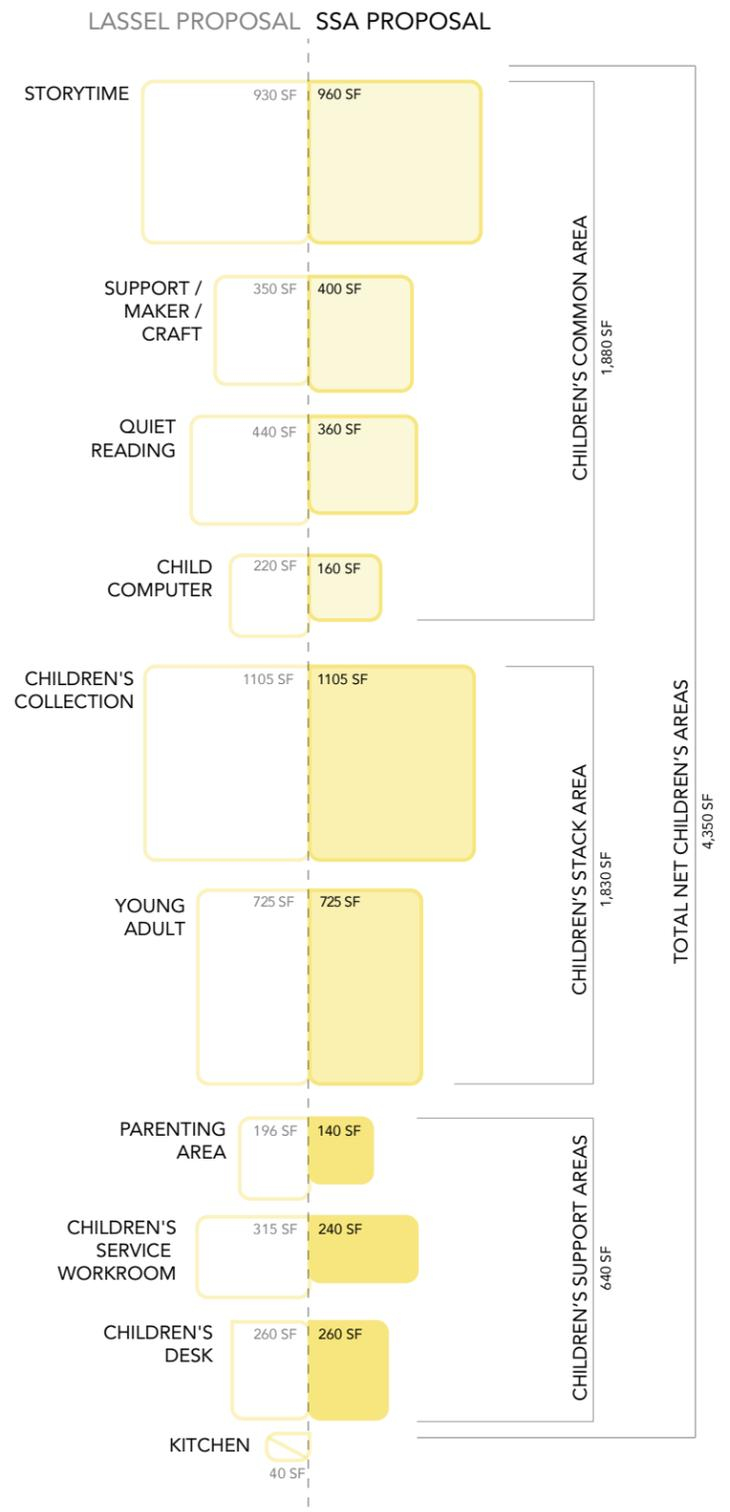 LASSEL PROPOSAL SSA PROPOSAL
STORYTIME
930 SF
960 SF
SUPPORT /
MAKER /
CRAFT
350 SF
400 SF
QUIET
READING
440 SF
360 SF
CHILD
COMPUTER
220 SF
160 SF
CHILDREN'S COMMON AREA
1,880 SF
CHILDREN'S
COLLECTION
1105 SF
1105 SF
YOUNG
ADULT
725 SF
725 SF
CHILDREN'S STACK AREA
1,830 SF
PARENTING
AREA
196 SF
140 SF
CHILDREN'S
SERVICE
WORKROOM
315 SF
240 SF
CHILDREN'S
DESK
260 SF
260 SF
CHILDREN'S SUPPORT AREAS
640 SF
KITCHEN
40 SF
TOTAL NET CHILDREN'S AREAS
4,350 SF